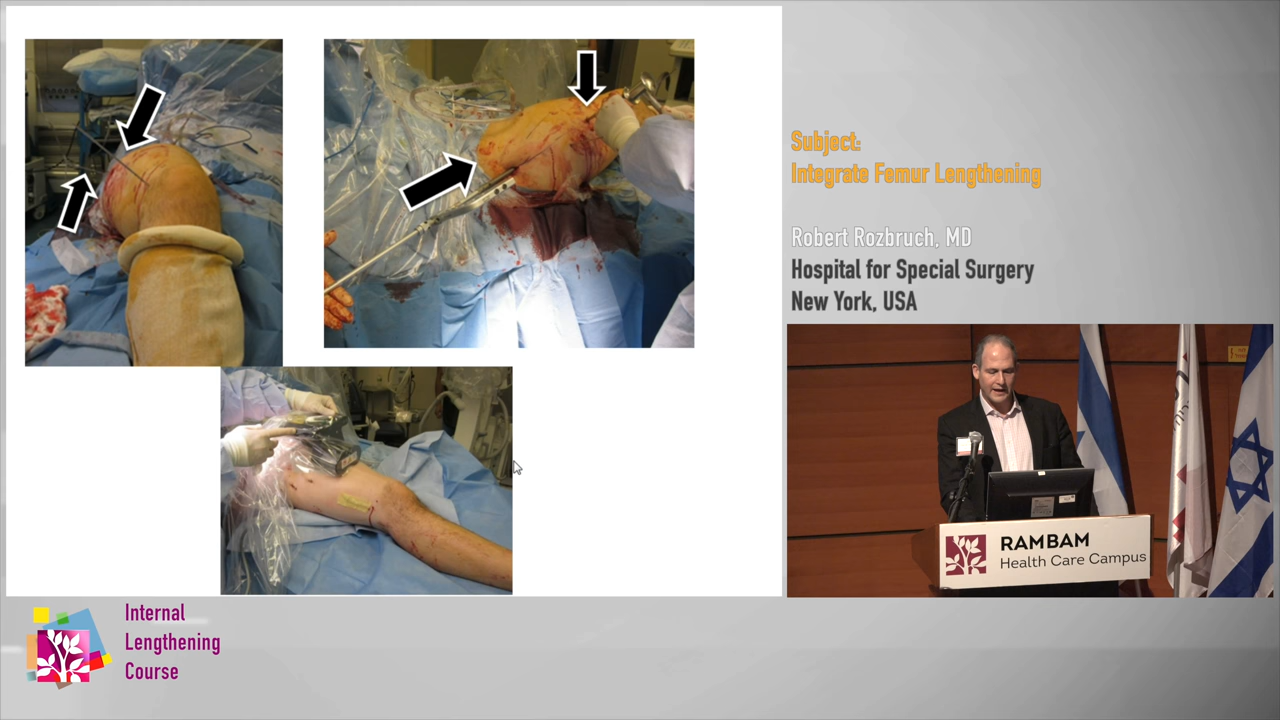 Subject:
Integrate Femur Lengthening
Robert Rozbruch, MD
Hospital for Special Surgery
New York, USA
RAMBAM
Health Care Campus
Internal
Lengthening
Course